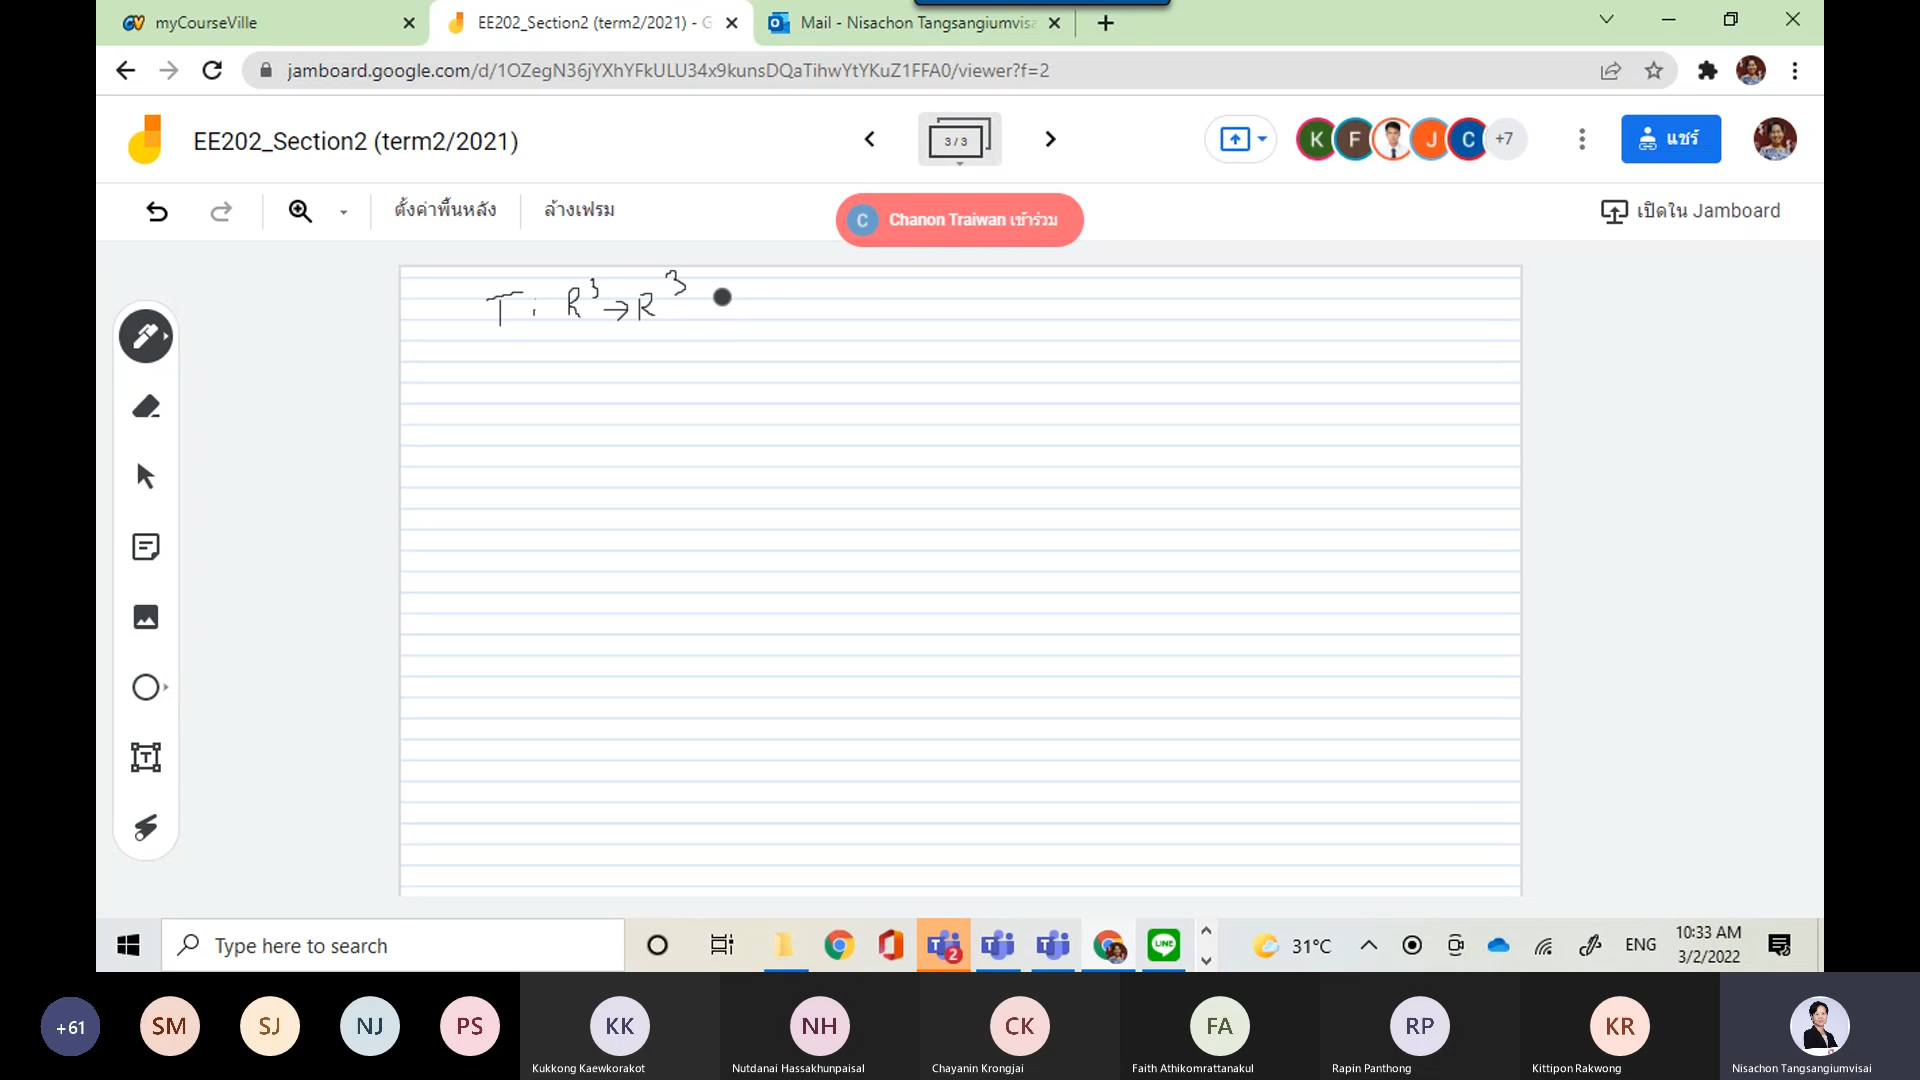 myCourseVille
EE202_Section2 (term2/2021) - G
Mail - Nisachon Tangsangiumvisa
jamboard.google.com/d/1OZegN36jYXhYFkULU34x9kunsDQaTihwYtYKuZ1FFA0/viewer?f=2
EE202_Section2 (term2/2021)
3 / 3
K
F
J
C
+7
แชร์
ตั้งค่าพื้นหลัง
ล้างเฟรม
C
Chanon Traiwan เข้าร่วม
เปิดใน Jamboard
T : R³ → R³
Type here to search
2
LINE
31°C
ENG
10:33 AM
3/2/2022
+61
SM
SJ
NJ
PS
KK
NH
CK
FA
RP
KR
Kukkong Kaewkorakot
Nutdanai Hassakhunpaisal
Chayanin Krongjai
Faith Athikomrattanakul
Rapin Panthong
Kittipon Rakwong
Nisachon Tangsangiumvisai